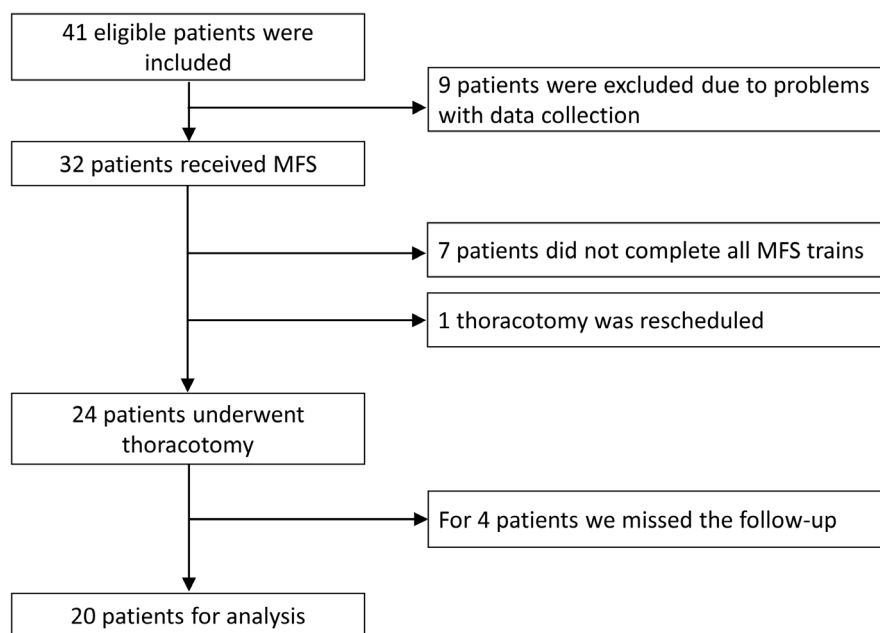 41 eligible patients were
included
9 patients were excluded due to problems
with data collection
32 patients received MFS
7 patients did not complete all MFS trains
1 thoracotomy was rescheduled
24 patients underwent
thoracotomy
For 4 patients we missed the follow-up
20 patients for analysis